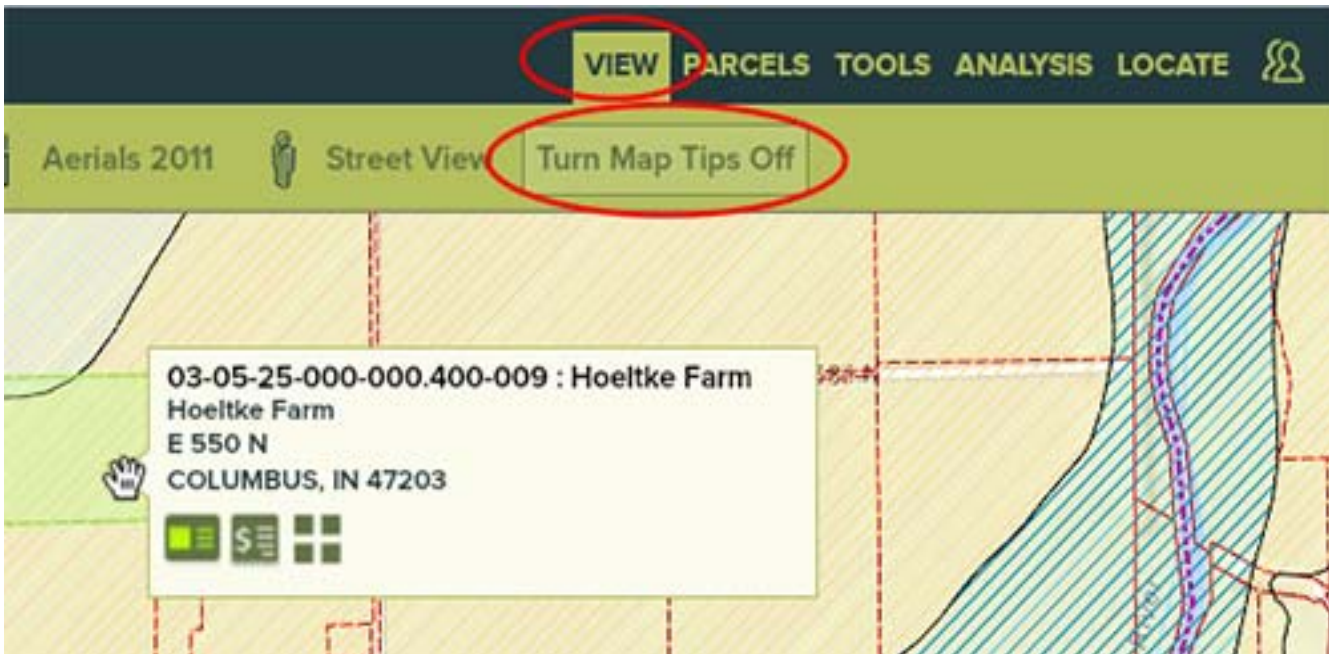 VIEW PARCELS TOOLS ANALYSIS LOCATE
Aerials 2011 Street View Turn Map Tips Off
03-05-25-000-000.400-009 : Hoeltke Farm
Hoeltke Farm
E 550 N
COLUMBUS, IN 47203
$